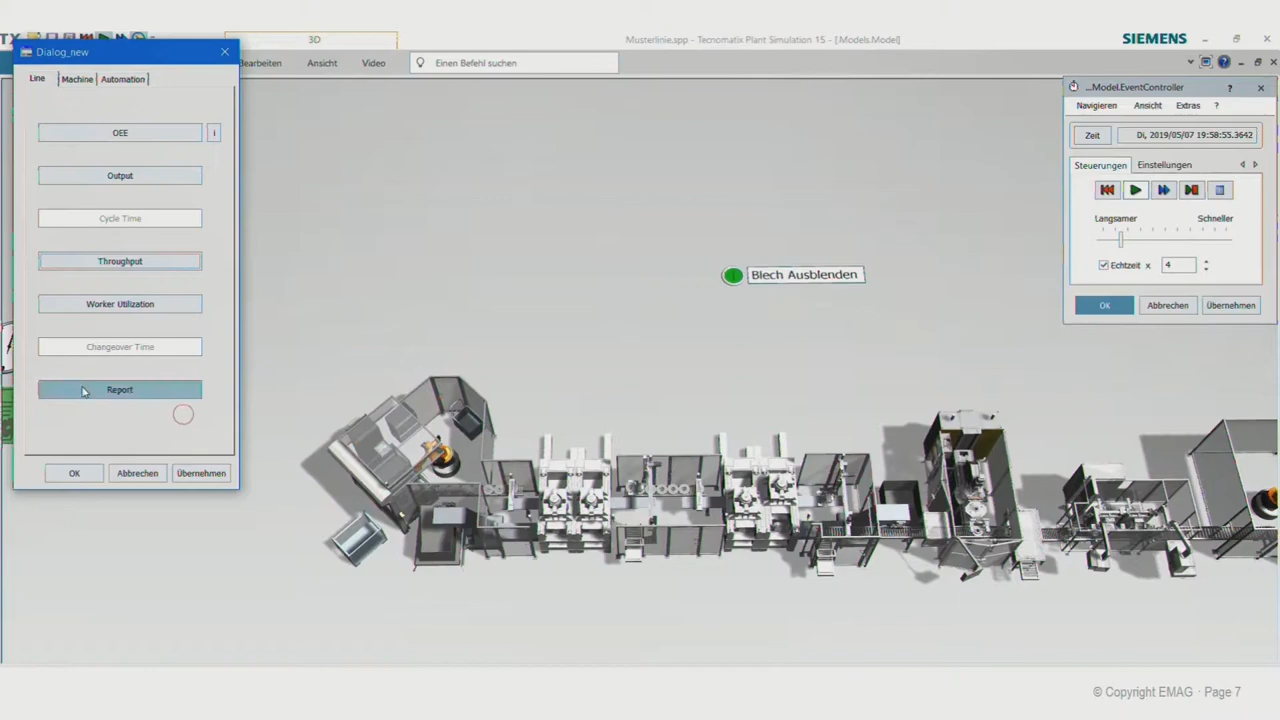 TX
3D
Musterlinie.spp - Tecnomatix Plant Simulation 15 - [.Models.Model]
SIEMENS
Dialog_new
Bearbeiten
Ansicht
Video
Einen Befehl suchen
Line
Machine
Automation
OEE
i
Output
Cycle Time
Throughput
Worker Utilization
Changeover Time
Report
OK
Abbrechen
Übernehmen
Blech Ausblenden
...Model.EventController
?
Navigieren
Ansicht
Extras
?
Zeit
Di, 2019/05/07 19:58:55.3642
Steuerungen
Einstellungen
Langsamer
Schneller
Echtzeit x
4
OK
Abbrechen
Übernehmen
© Copyright EMAG · Page 7